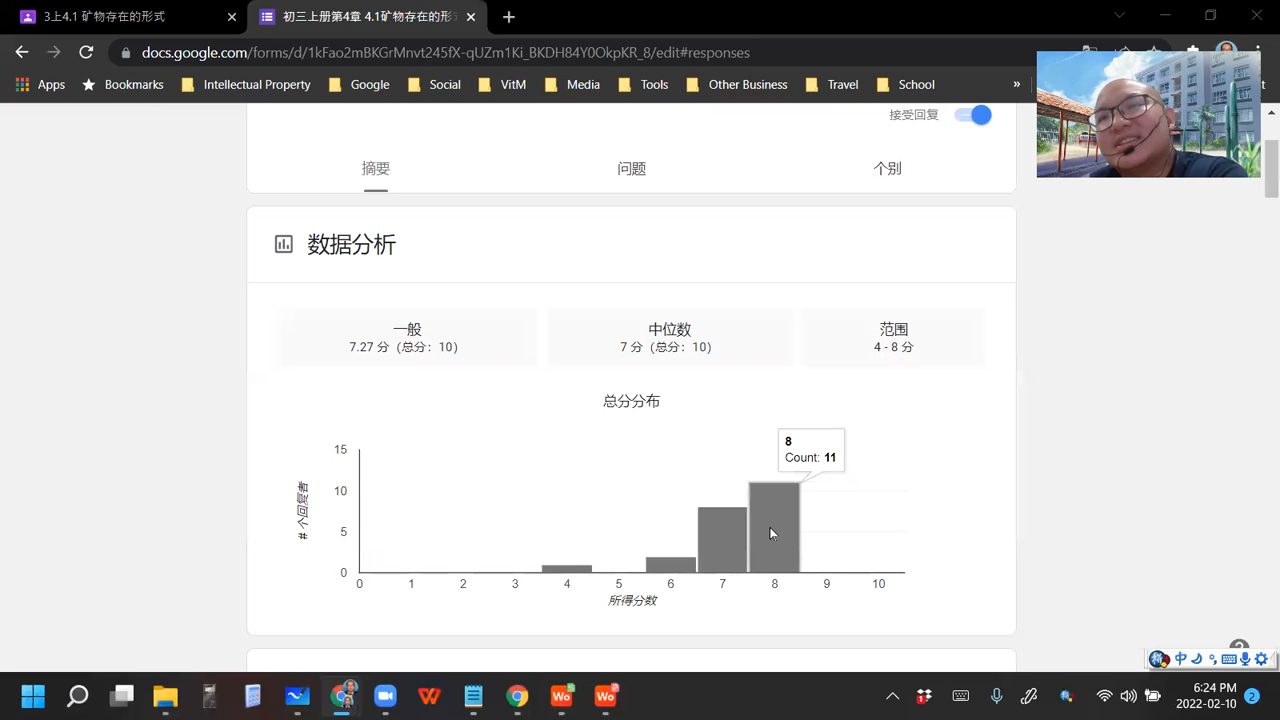 3上4.1 矿物存在的形式
初三上册第4章 4.1矿物存在的形
docs.google.com/forms/d/1kFao2mBKGrMnvt245fX-qUZm1Ki_BKDH84Y0OkpKR_8/edit#responses
Apps Bookmarks Intellectual Property Google Social VitM Media Tools Other Business Travel School »
接受回复
摘要 问题 个别
数据分析
一般 中位数 范围
7.27 分（总分：10） 7 分（总分：10） 4 - 8 分
总分分布
8
Count: 11
15
10
5
0
# 个回复者
0 1 2 3 4 5 6 7 8 9 10
所得分数
中
6:24 PM
2022-02-10
2